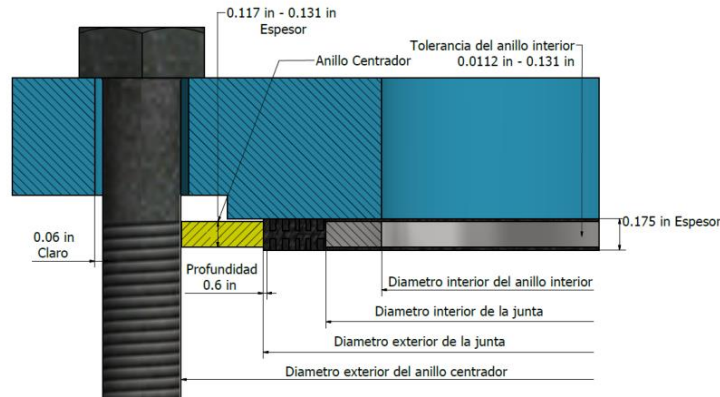 0.117 in - 0.131 in
Espesor
Anillo Centrador
Tolerancia del anillo interior
0.0112 in - 0.131 in
0.175 in Espesor
0.06 in
Claro
Profundidad
0.6 in
Diametro interior del anillo interior
Diametro interior de la junta
Diametro exterior de la junta
Diametro exterior del anillo centrador